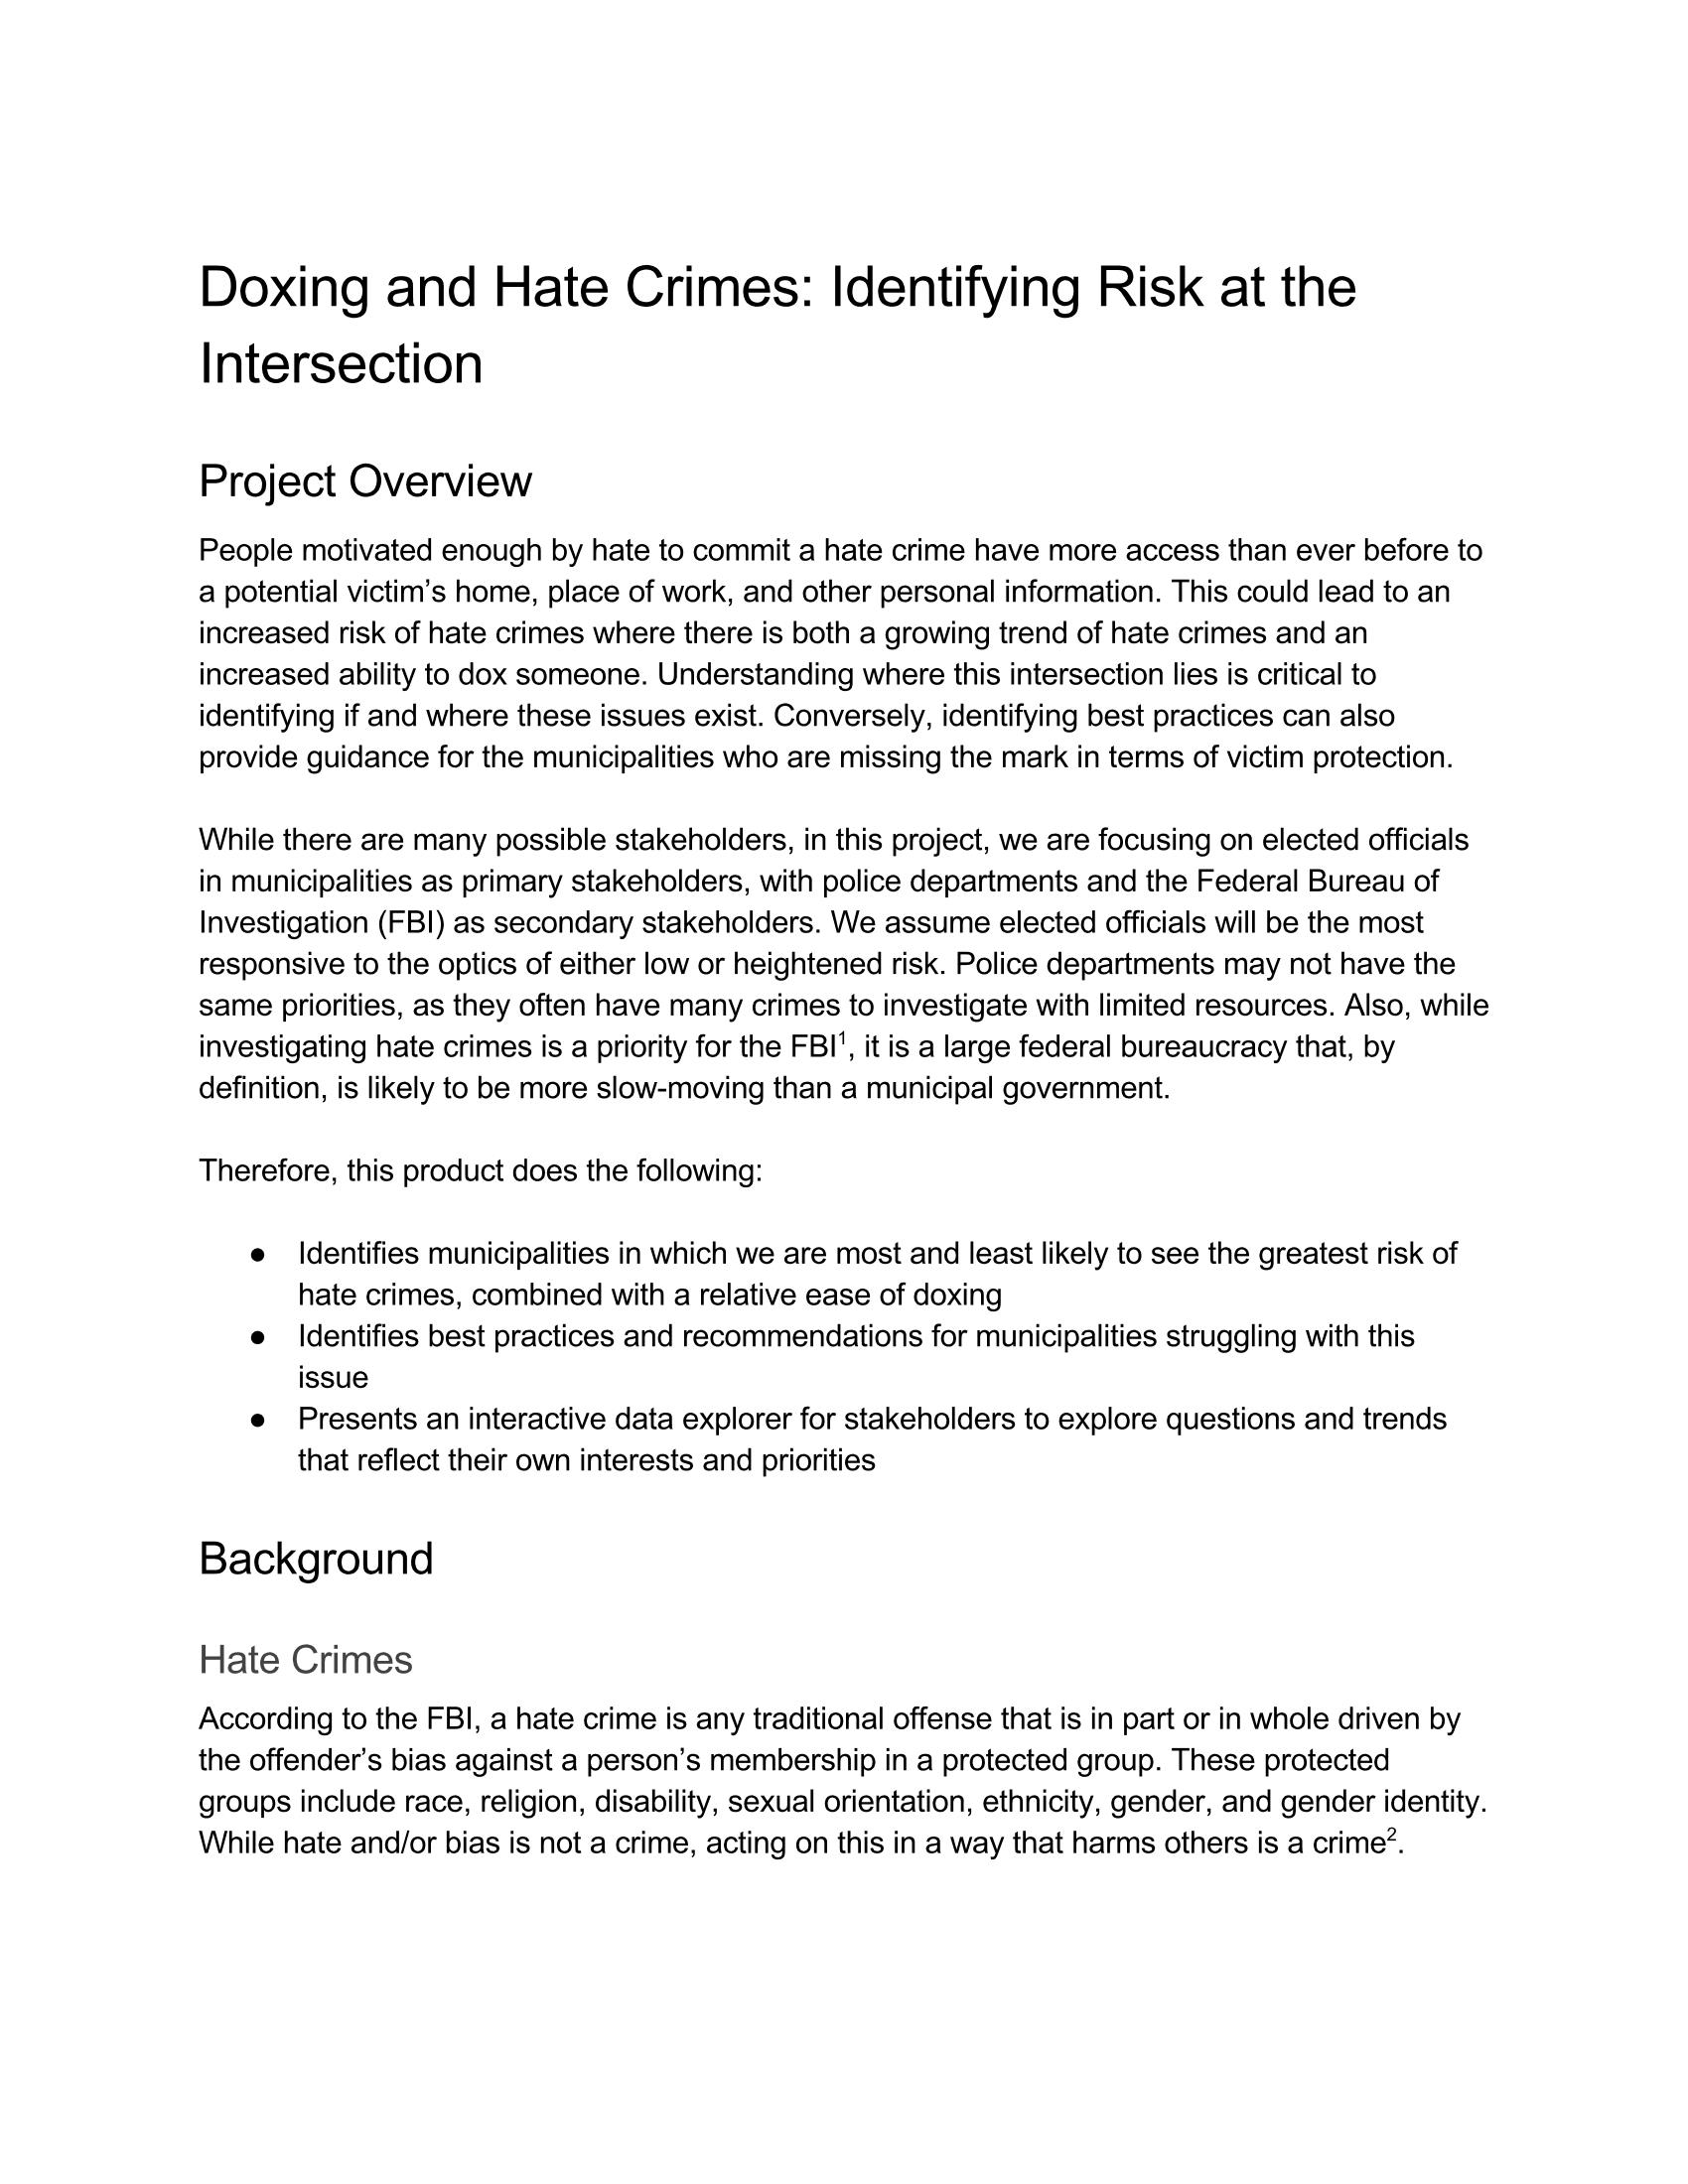 Doxing and Hate Crimes: Identifying Risk at the
Intersection
Project Overview
People motivated enough by hate to commit a hate crime have more access than ever before to
a potential victim’s home, place of work, and other personal information. This could lead to an
increased risk of hate crimes where there is both a growing trend of hate crimes and an
increased ability to dox someone. Understanding where this intersection lies is critical to
identifying if and where these issues exist. Conversely, identifying best practices can also
provide guidance for the municipalities who are missing the mark in terms of victim protection.
While there are many possible stakeholders, in this project, we are focusing on elected officials
in municipalities as primary stakeholders, with police departments and the Federal Bureau of
Investigation (FBI) as secondary stakeholders. We assume elected officials will be the most
responsive to the optics of either low or heightened risk. Police departments may not have the
same priorities, as they often have many crimes to investigate with limited resources. Also, while
investigating hate crimes is a priority for the FBI¹, it is a large federal bureaucracy that, by
definition, is likely to be more slow-moving than a municipal government.
Therefore, this product does the following:
● Identifies municipalities in which we are most and least likely to see the greatest risk of
hate crimes, combined with a relative ease of doxing
● Identifies best practices and recommendations for municipalities struggling with this
issue
● Presents an interactive data explorer for stakeholders to explore questions and trends
that reflect their own interests and priorities
Background
Hate Crimes
According to the FBI, a hate crime is any traditional offense that is in part or in whole driven by
the offender’s bias against a person’s membership in a protected group. These protected
groups include race, religion, disability, sexual orientation, ethnicity, gender, and gender identity.
While hate and/or bias is not a crime, acting on this in a way that harms others is a crime².